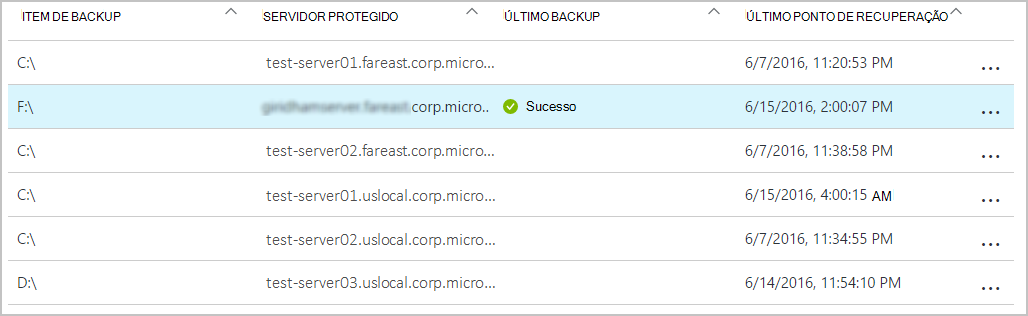 ITEM DE BACKUP SERVIDOR PROTEGIDO ÚLTIMO BACKUP ÚLTIMO PONTO DE RECUPERAÇÃO
C:\ test-server01.fareast.corp.micro... 6/7/2016, 11:20:53 PM ...
F:\ .corp.micro.. Sucesso 6/15/2016, 2:00:07 PM ...
C:\ test-server02.fareast.corp.micro... 6/7/2016, 11:38:58 PM ...
C:\ test-server01.uslocal.corp.micro... 6/15/2016, 4:00:15 AM ...
C:\ test-server02.uslocal.corp.micro... 6/7/2016, 11:34:55 PM ...
D:\ test-server03.uslocal.corp.micro... 6/14/2016, 11:54:10 PM ...